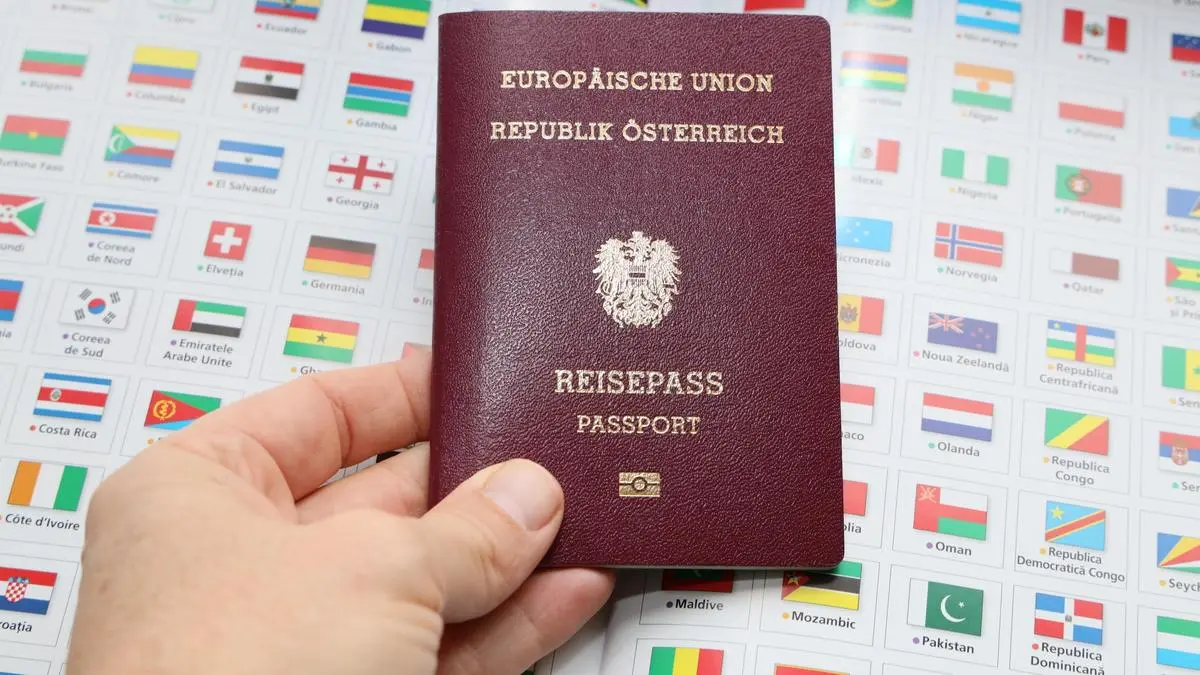 EUROPÄISCHE UNION
REPUBLIK ÖSTERREICH
REISEPASS
PASSPORT
Bulgaria
Burkina Faso
Columbia
Comore
Coreea
de Nord
Coreea
de Sud
Costa Rica
Côte d'Ivoire
Ecuador
Egipt
El Salvador
Elveția
Emiratele
Arabe Unite
Gabon
Gambia
Georgia
Germania
Maldive
Mexic
Mozambic
Nicaragua
Niger
Nigeria
Norvegia
Noua Zeelandă
Olanda
Oman
Pakistan
Peru
Polonia
Portugalia
Qatar
Republica
Centrafricană
Republica
Congo
Republica
Democratică Congo
Republica
Dominicană